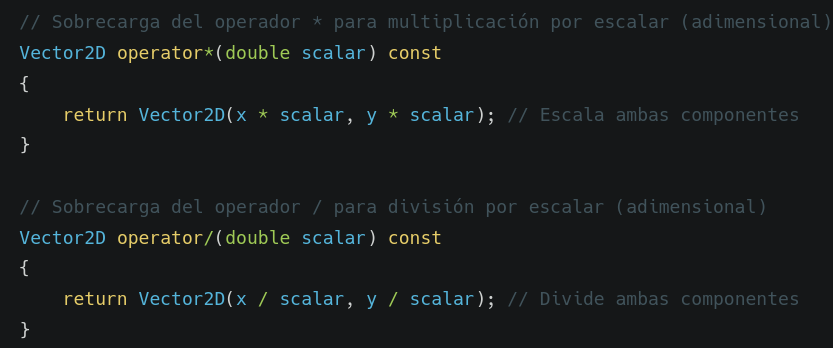 // Sobrecarga del operador * para multiplicación por escalar (adimensional)
Vector2D operator*(double scalar) const
{
    return Vector2D(x * scalar, y * scalar); // Escala ambas componentes
}

// Sobrecarga del operador / para división por escalar (adimensional)
Vector2D operator/(double scalar) const
{
    return Vector2D(x / scalar, y / scalar); // Divide ambas componentes
}